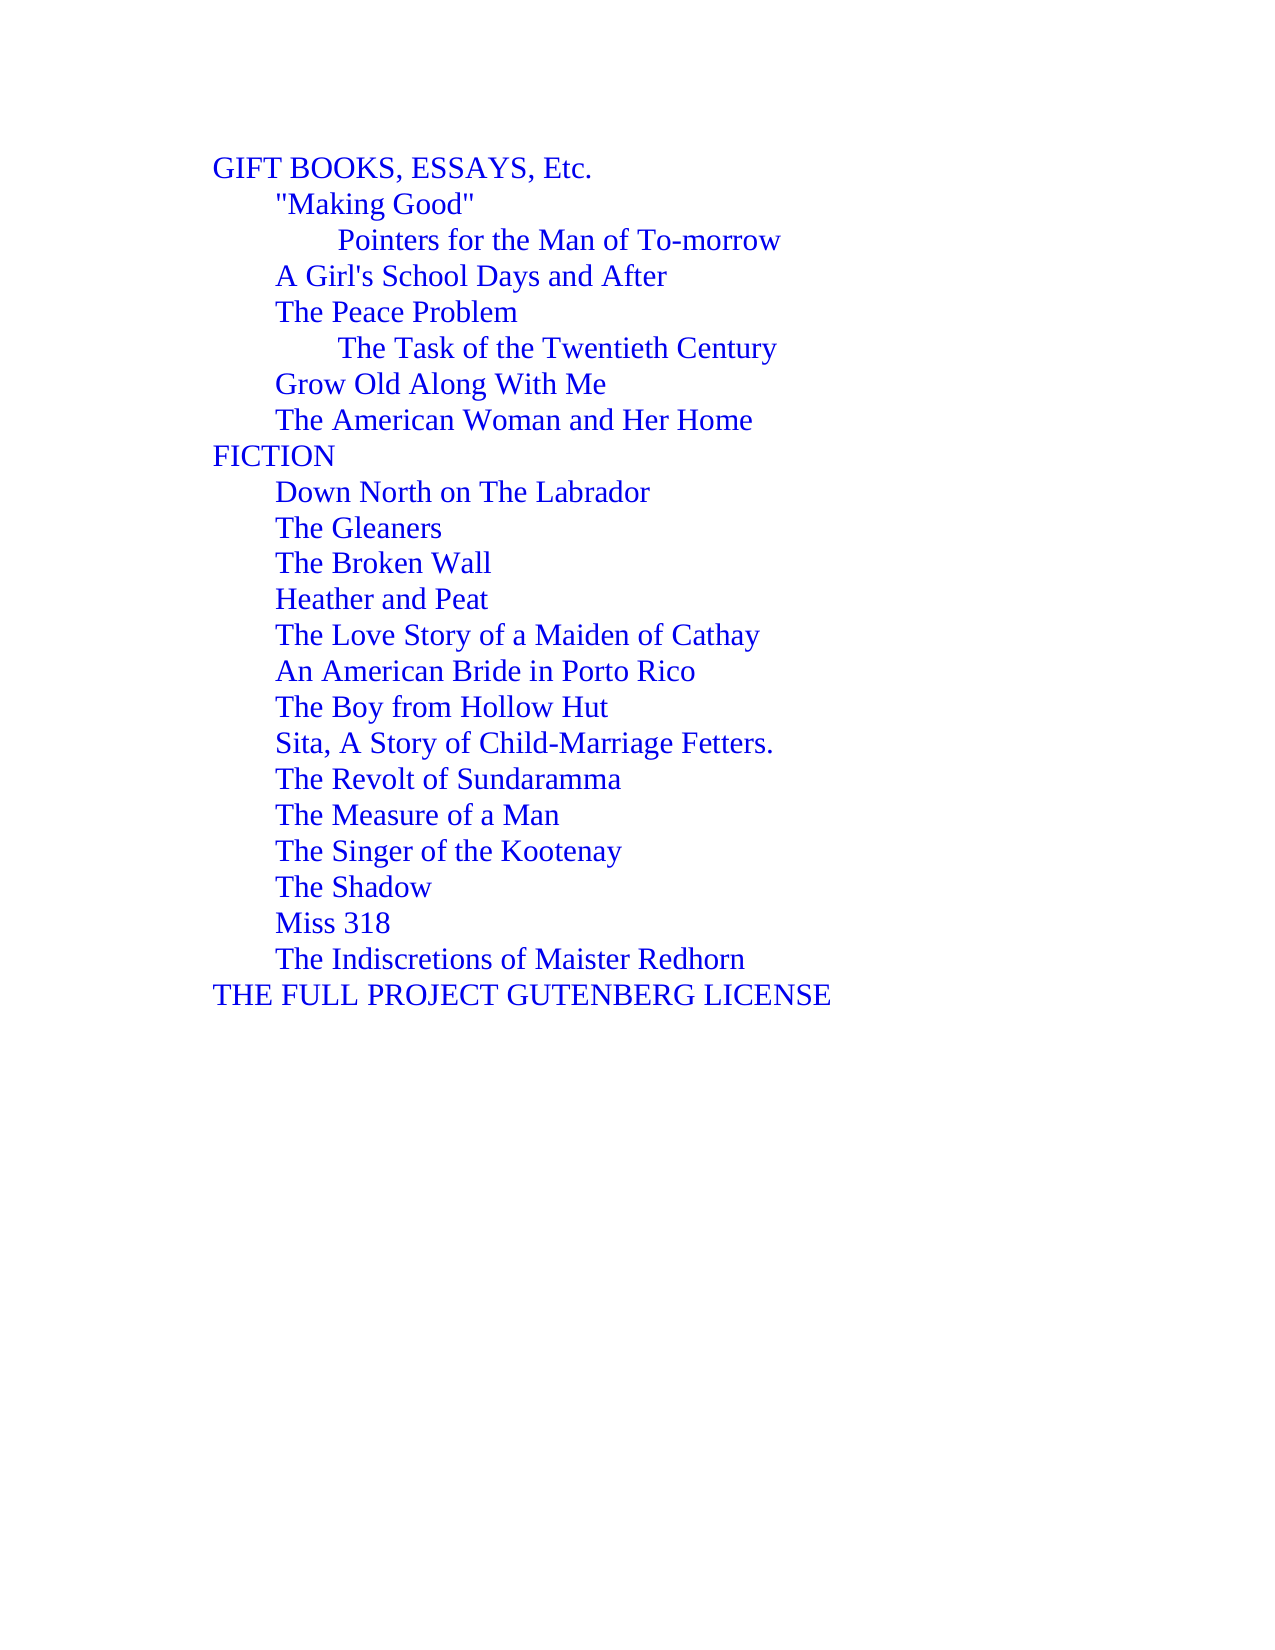 GIFT BOOKS, ESSAYS, Etc.
"Making Good"
Pointers for the Man of To-morrow
A Girl's School Days and After
The Peace Problem
The Task of the Twentieth Century
Grow Old Along With Me
The American Woman and Her Home
FICTION
Down North on The Labrador
The Gleaners
The Broken Wall
Heather and Peat
The Love Story of a Maiden of Cathay
An American Bride in Porto Rico
The Boy from Hollow Hut
Sita, A Story of Child-Marriage Fetters.
The Revolt of Sundaramma
The Measure of a Man
The Singer of the Kootenay
The Shadow
Miss 318
The Indiscretions of Maister Redhorn
THE FULL PROJECT GUTENBERG LICENSE